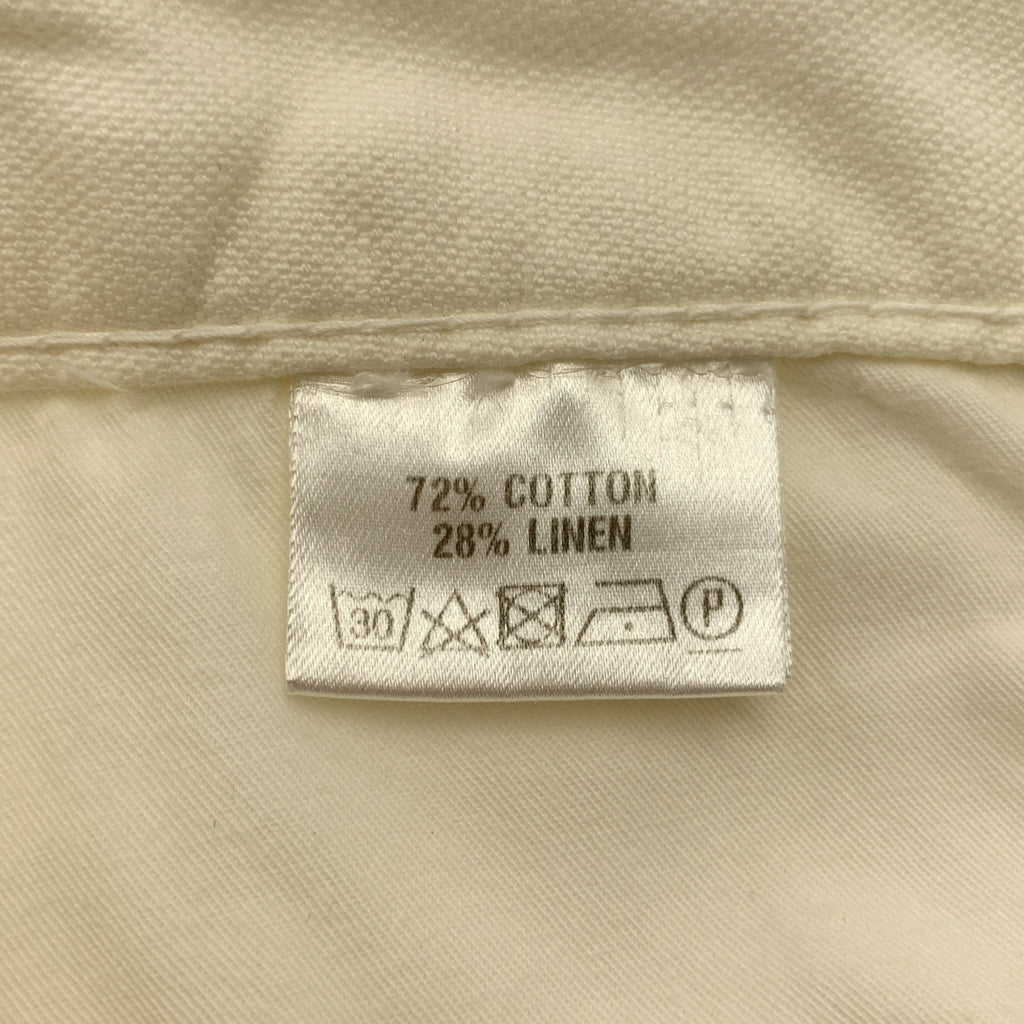 72% COTTON
28% LINEN
30 P